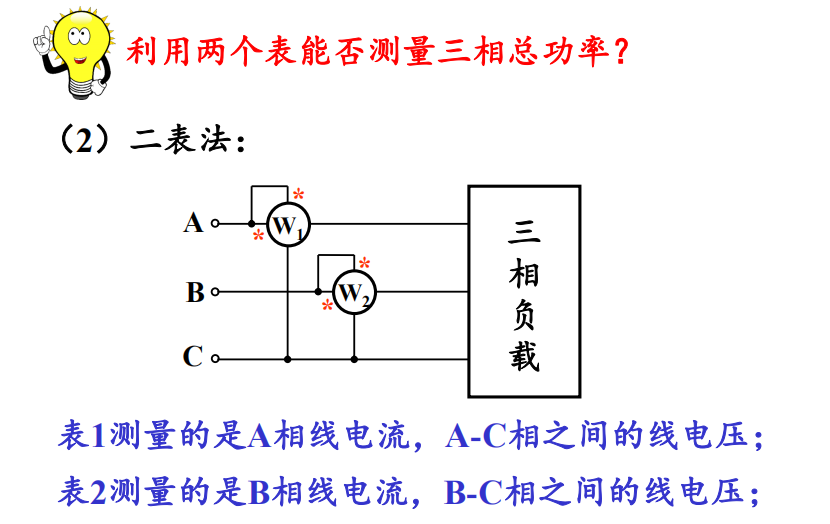 利用两个表能否测量三相总功率？
（2）二表法：
A
*
*
W1
B
*
*
W2
C
三相负载
表1测量的是A相线电流，A-C相之间的线电压；
表2测量的是B相线电流，B-C相之间的线电压；